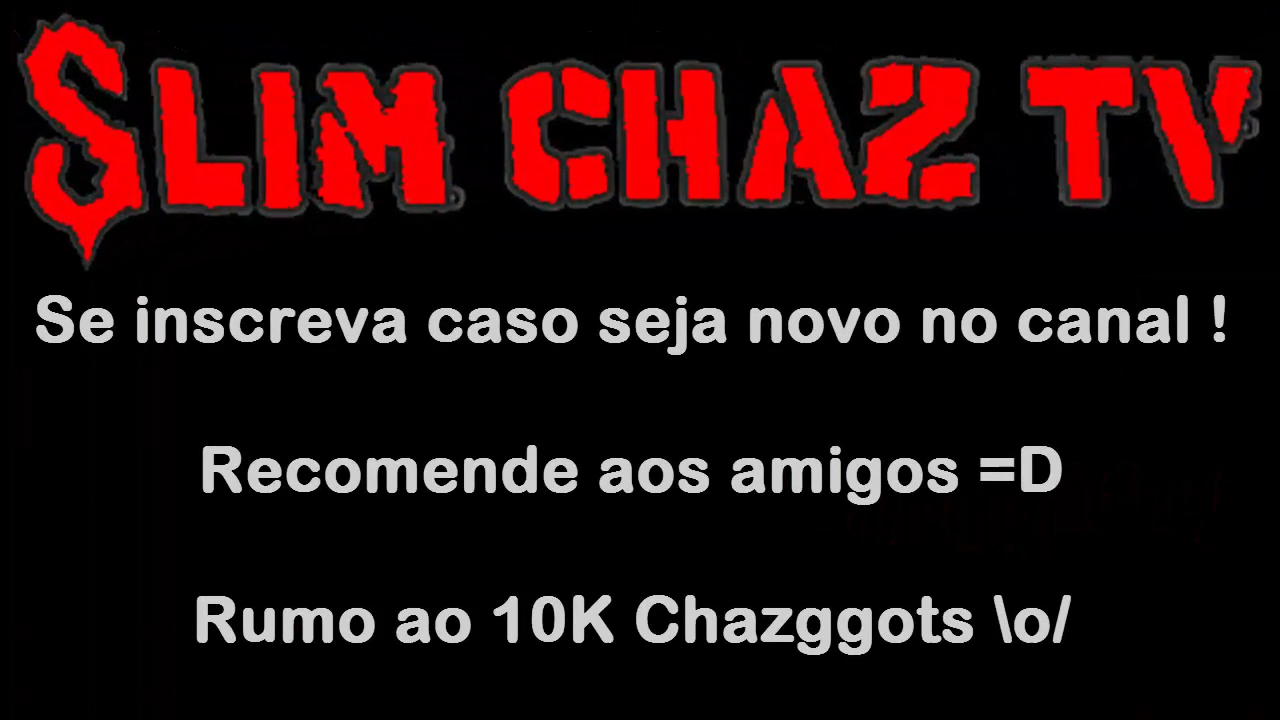 SLIM CHAZ TV
Se inscreva caso seja novo no canal !
Recomende aos amigos =D
Rumo ao 10K Chazggots \o/